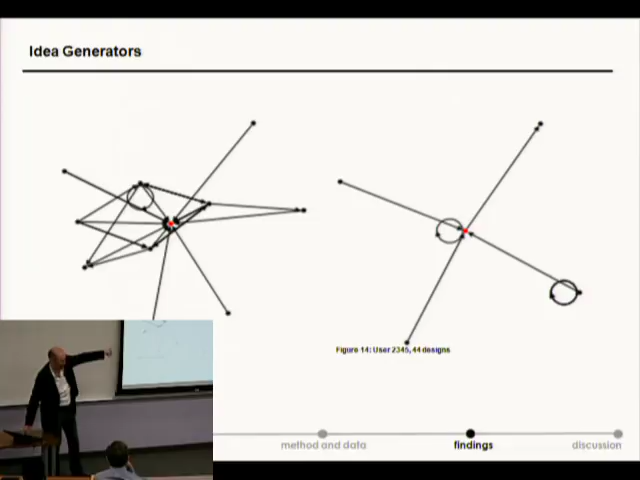 Idea Generators
Figure 14: User 2345, 44 designs
method and data
findings
discussion